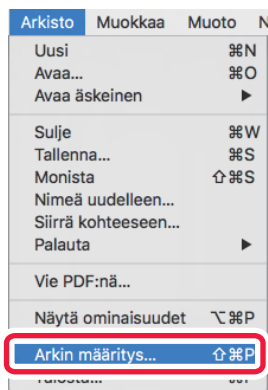 Arkisto Muokkaa Muoto N
Uusi ⌘N
Avaa... ⌘O
Avaa äskeinen ▶
Sulje ⌘W
Tallenna... ⌘S
Monista ⇧⌘S
Nimeä uudelleen...
Siirrä kohteeseen...
Palauta ▶
Vie PDF:nä...
Näytä ominaisuudet ⌥⌘P
Arkin määritys... ⇧⌘P